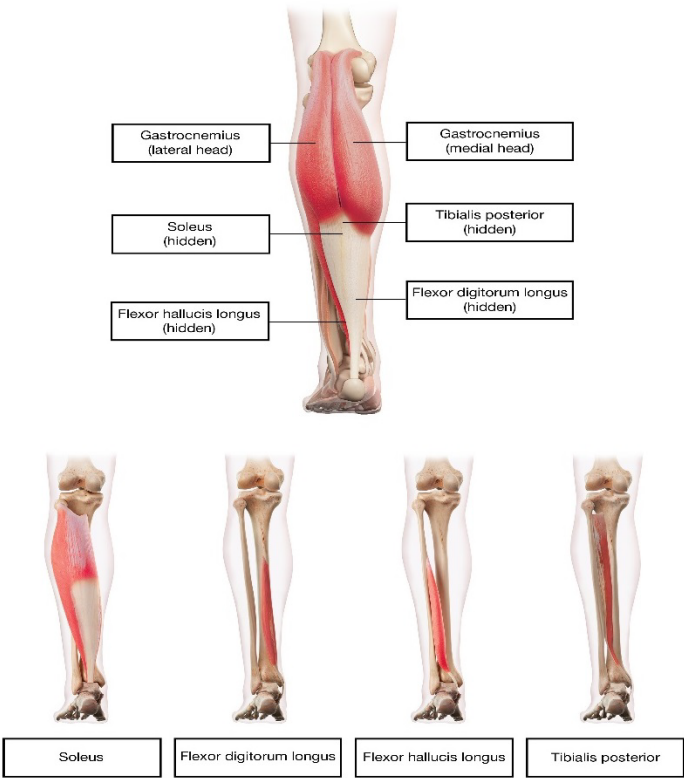 Gastrocnemius
(lateral head)
Gastrocnemius
(medial head)
Soleus
(hidden)
Tibialis posterior
(hidden)
Flexor hallucis longus
(hidden)
Flexor digitorum longus
(hidden)
Soleus
Flexor digitorum longus
Flexor hallucis longus
Tibialis posterior